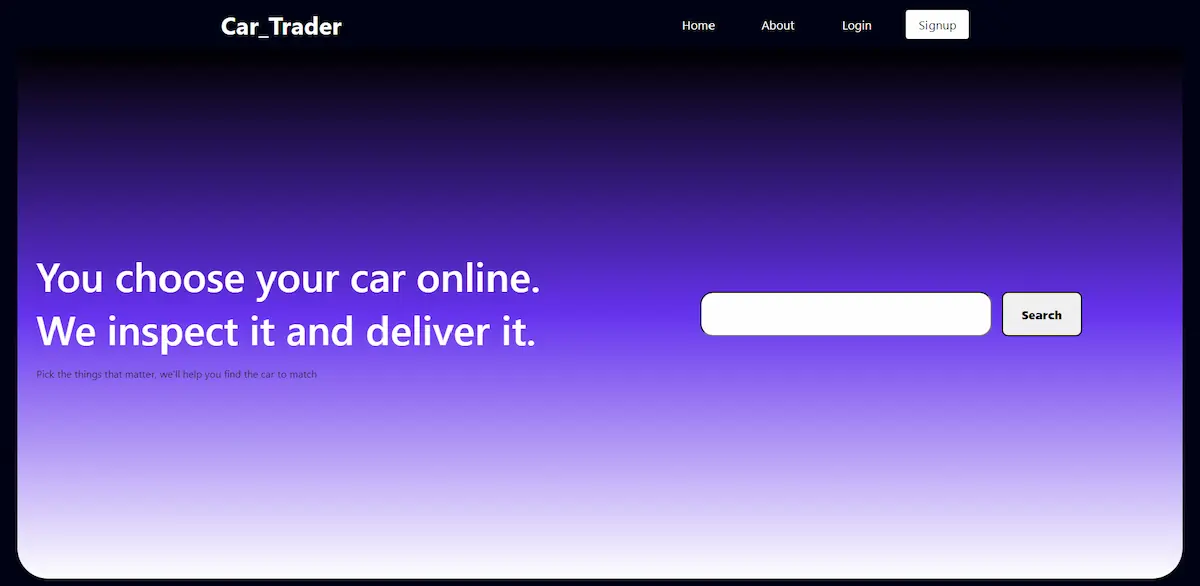 Car_Trader
Home About Login Signup
You choose your car online.
We inspect it and deliver it.
Pick the things that matter, we'll help you find the car to match
Search